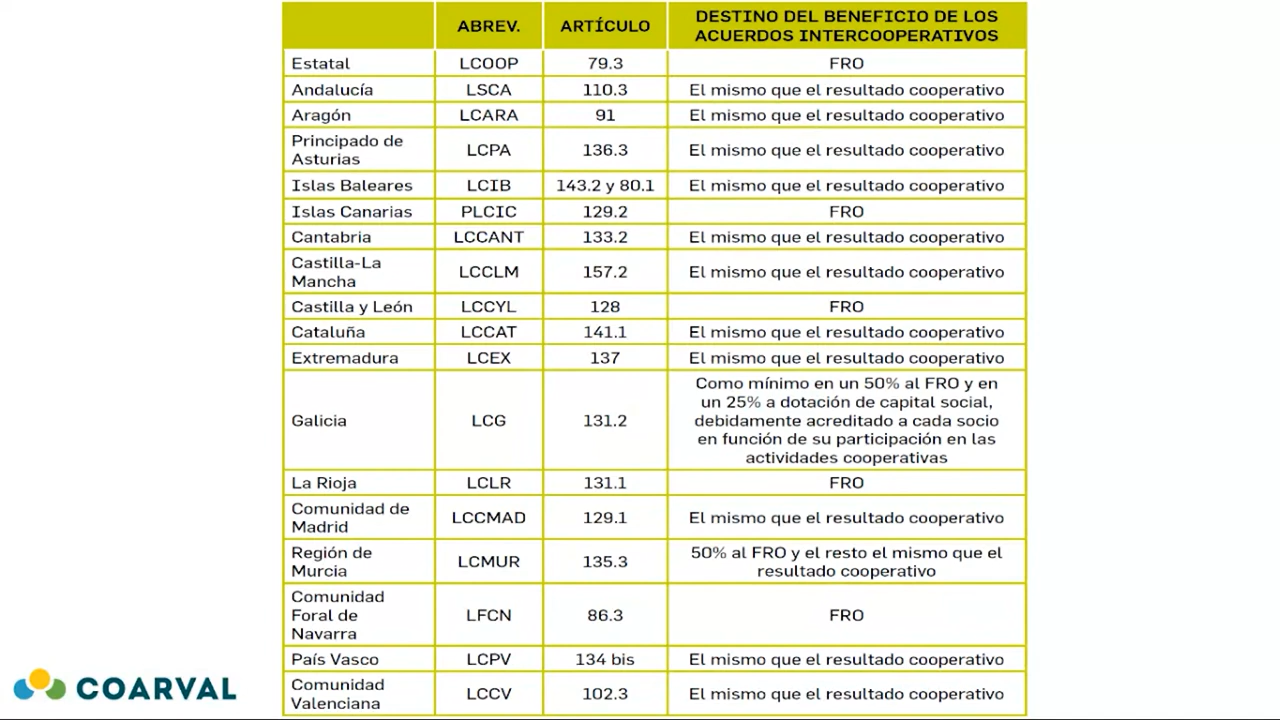 ABREV. ARTÍCULO DESTINO DEL BENEFICIO DE LOS
ACUERDOS INTERCOOPERATIVOS
Estatal LCOOP 79.3 FRO
Andalucía LSCA 110.3 El mismo que el resultado cooperativo
Aragón LCARA 91 El mismo que el resultado cooperativo
Principado de
Asturias LCPA 136.3 El mismo que el resultado cooperativo
Islas Baleares LCIB 143.2 y 80.1 El mismo que el resultado cooperativo
Islas Canarias PLCIC 129.2 FRO
Cantabria LCCANT 133.2 El mismo que el resultado cooperativo
Castilla-La
Mancha LCCLM 157.2 El mismo que el resultado cooperativo
Castilla y León LCCYL 128 FRO
Cataluña LCCAT 141.1 El mismo que el resultado cooperativo
Extremadura LCEX 137 El mismo que el resultado cooperativo
Galicia LCG 131.2 Como mínimo en un 50% al FRO y en
un 25% a dotación de capital social,
debidamente acreditado a cada socio
en función de su participación en las
actividades cooperativas
La Rioja LCLR 131.1 FRO
Comunidad de
Madrid LCCMAD 129.1 El mismo que el resultado cooperativo
Región de
Murcia LCMUR 135.3 50% al FRO y el resto el mismo que el
resultado cooperativo
Comunidad
Foral de
Navarra LFCN 86.3 FRO
País Vasco LCPV 134 bis El mismo que el resultado cooperativo
Comunidad
Valenciana LCCV 102.3 El mismo que el resultado cooperativo
COARVAL